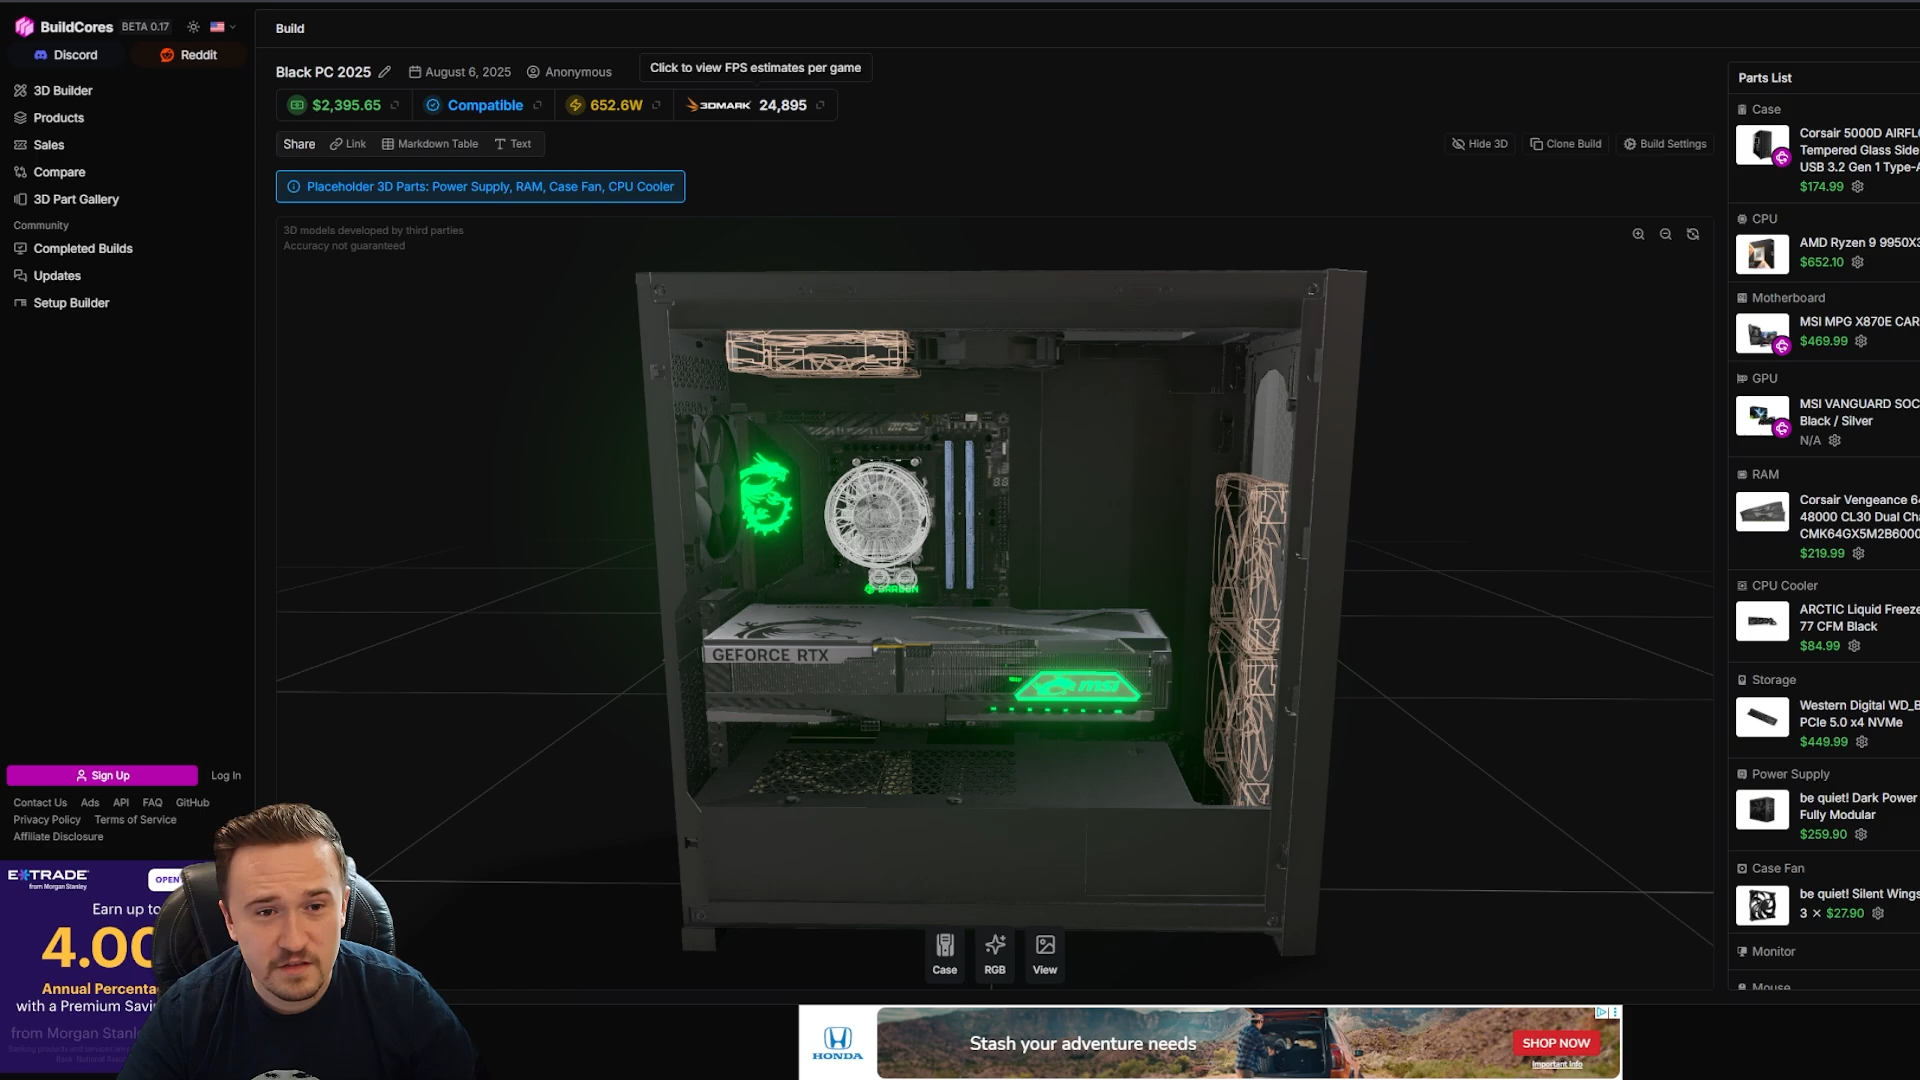 BuildCores BETA 0.17
Discord
Reddit
3D Builder
Products
Sales
Compare
3D Part Gallery
Community
Completed Builds
Updates
Setup Builder
Sign Up
Log In
Contact Us Ads API FAQ GitHub
Privacy Policy Terms of Service
Affiliate Disclosure
E*TRADE
from Morgan Stanley
OPEN
Earn up to
4.00
Annual Percenta
with a Premium Savi
from Morgan Stanl
Build
Black PC 2025
August 6, 2025
Anonymous
Click to view FPS estimates per game
$2,395.65
Compatible
652.6W
3DMARK 24,895
Share
Link
Markdown Table
Text
Hide 3D
Clone Build
Build Settings
Placeholder 3D Parts: Power Supply, RAM, Case Fan, CPU Cooler
3D models developed by third parties
Accuracy not guaranteed
GEFORCE RTX
msi
Case
RGB
View
HONDA
Stash your adventure needs
SHOP NOW
Important Info
Parts List
Case
Corsair 5000D AIRFLO
Tempered Glass Side
USB 3.2 Gen 1 Type-A
$174.99
CPU
AMD Ryzen 9 9950X3
$652.10
Motherboard
MSI MPG X870E CAR
$469.99
GPU
MSI VANGUARD SOC
Black / Silver
N/A
RAM
Corsair Vengeance 64
48000 CL30 Dual Cha
CMK64GX5M2B6000
$219.99
CPU Cooler
ARCTIC Liquid Freeze
77 CFM Black
$84.99
Storage
Western Digital WD_B
PCIe 5.0 x4 NVMe
$449.99
Power Supply
be quiet! Dark Power
Fully Modular
$259.90
Case Fan
be quiet! Silent Wings
3 × $27.90
Monitor
Mouse